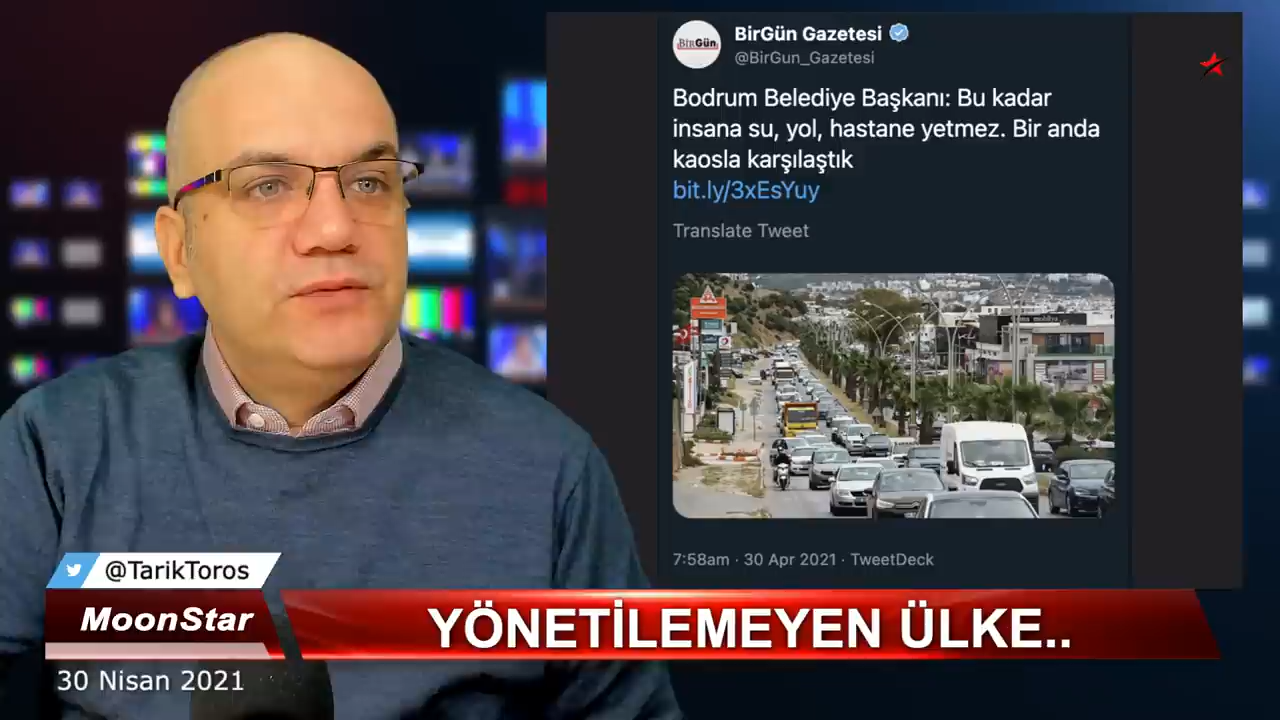 BirGün
BirGün Gazetesi
@BirGun_Gazetesi
Bodrum Belediye Başkanı: Bu kadar
insana su, yol, hastane yetmez. Bir anda
kaosla karşılaştık
bit.ly/3xEsYuy
Translate Tweet
7:58am · 30 Apr 2021 · TweetDeck
@TarikToros
MoonStar
YÖNETİLEMEYEN ÜLKE..
30 Nisan 2021